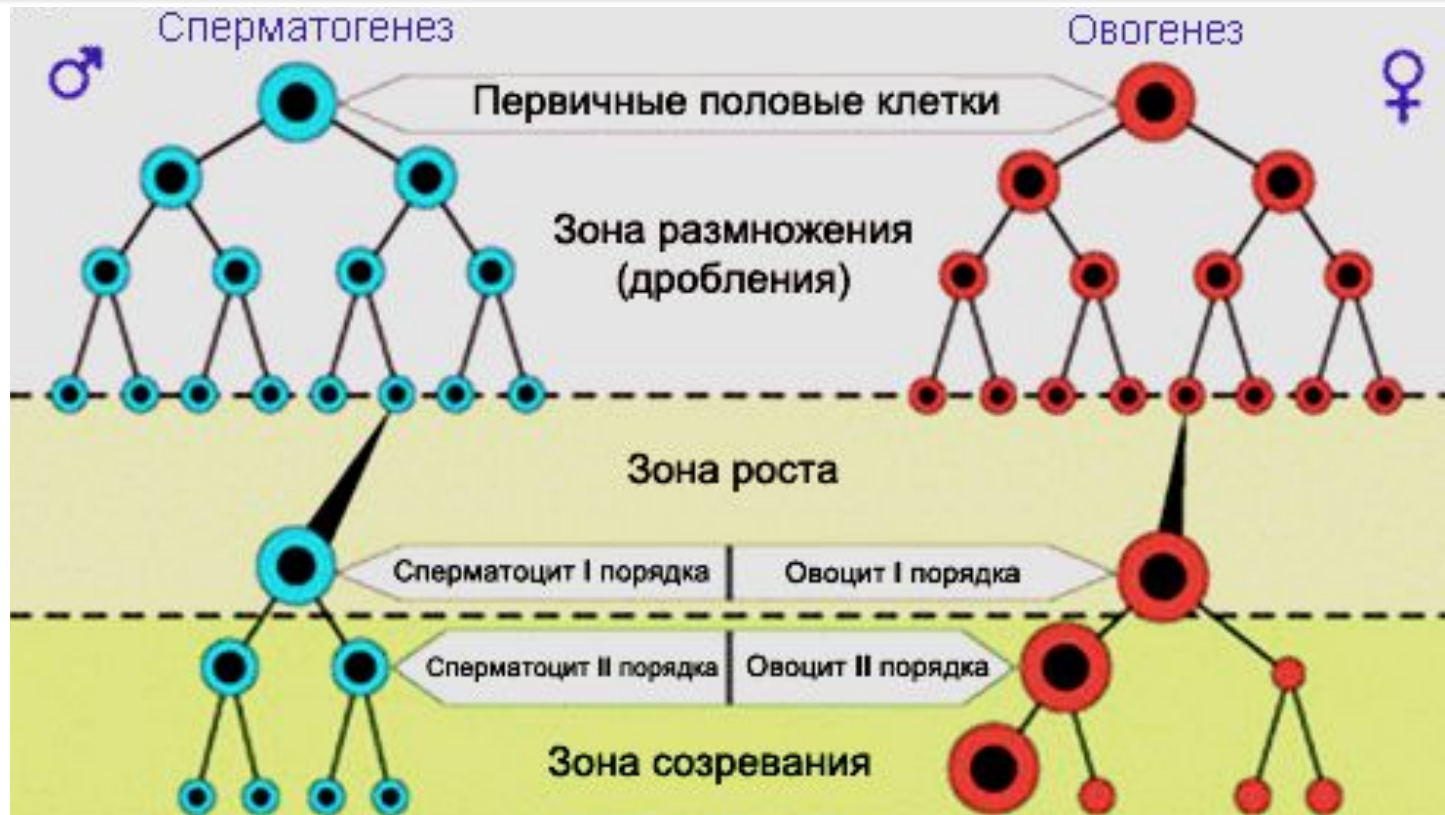 Сперматогенез
Овогенез
Первичные половые клетки
Зона размножения
(дробления)
Зона роста
Сперматоцит I порядка
Овоцит I порядка
Сперматоцит II порядка
Овоцит II порядка
Зона созревания